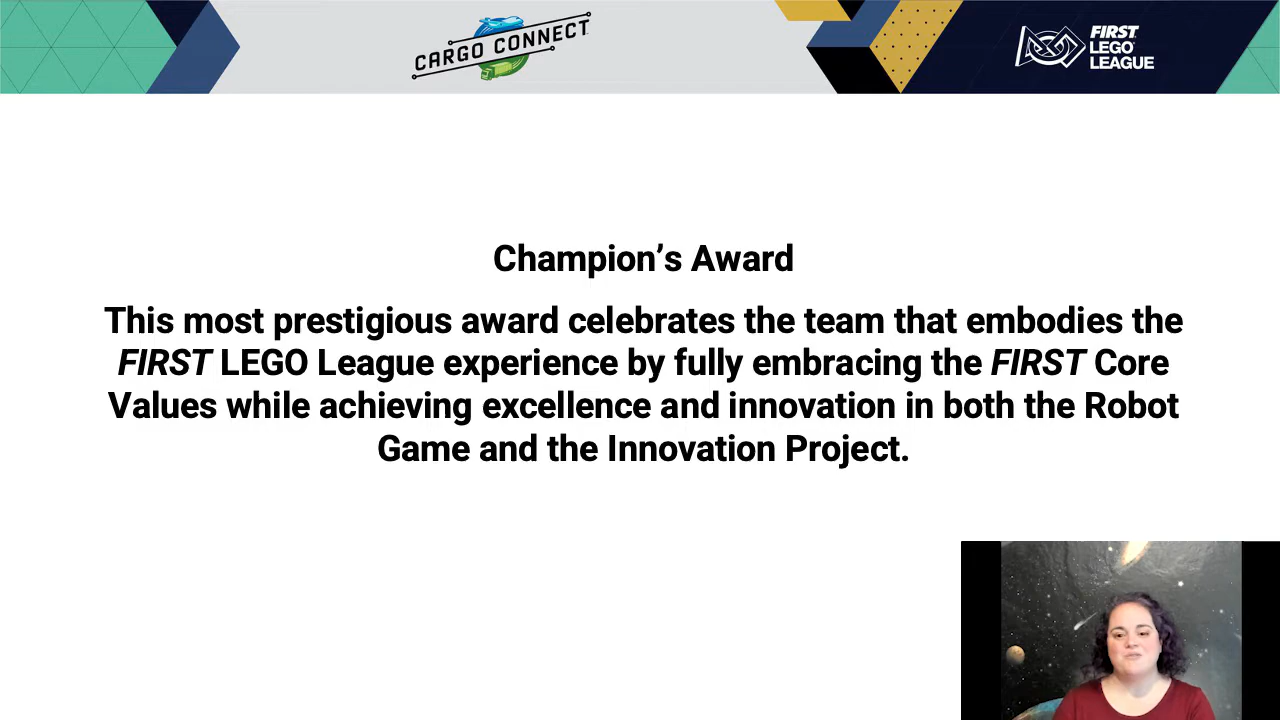 CARGO CONNECT
FIRST
LEGO
LEAGUE
Champion’s Award
This most prestigious award celebrates the team that embodies the
FIRST LEGO League experience by fully embracing the FIRST Core
Values while achieving excellence and innovation in both the Robot
Game and the Innovation Project.